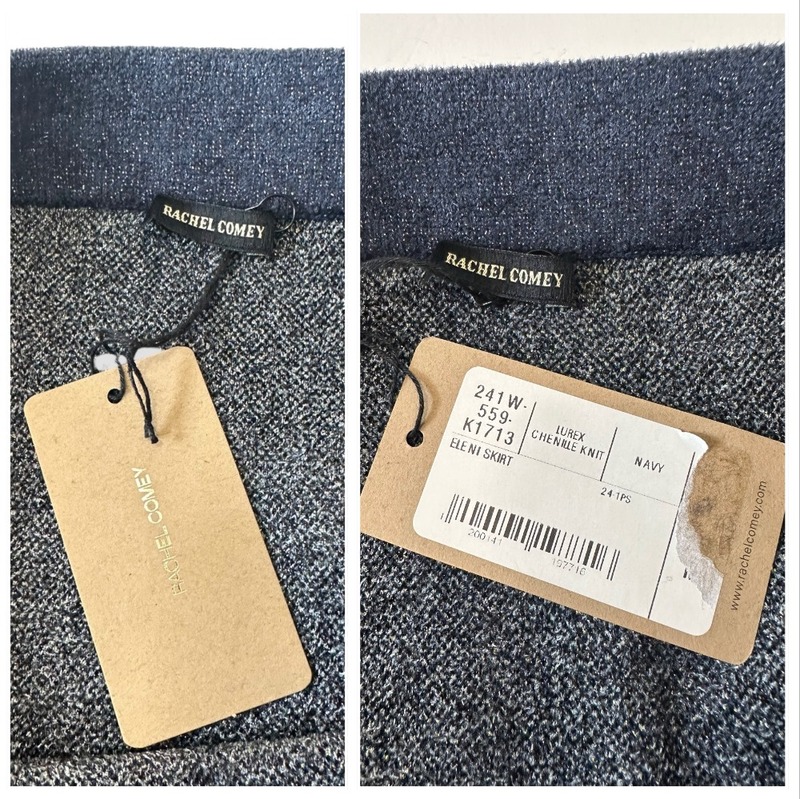 RACHEL COMEY
RACHEL COMEY
RACHEL COMEY
241W-
559-
K1713
LUREX
CHENILLE KNIT
NAVY
ELENI SKIRT
24-1PS
200141
197716
www.rachelcomey.com